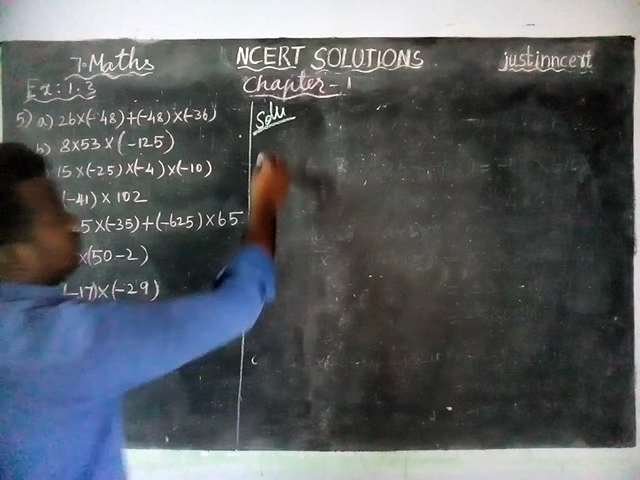 7. Maths NCERT SOLUTIONS justinncert
Chapter - 1
Ex: 1.3
5) a) 26×(-48)+(-48)×(-36)
b) 8×53×(-125)
15×(-25)×(-4)×(-10)
(-41)×102
5×(-35)+(-625)×65
×(50-2)
(-17)×(-29)
Solu